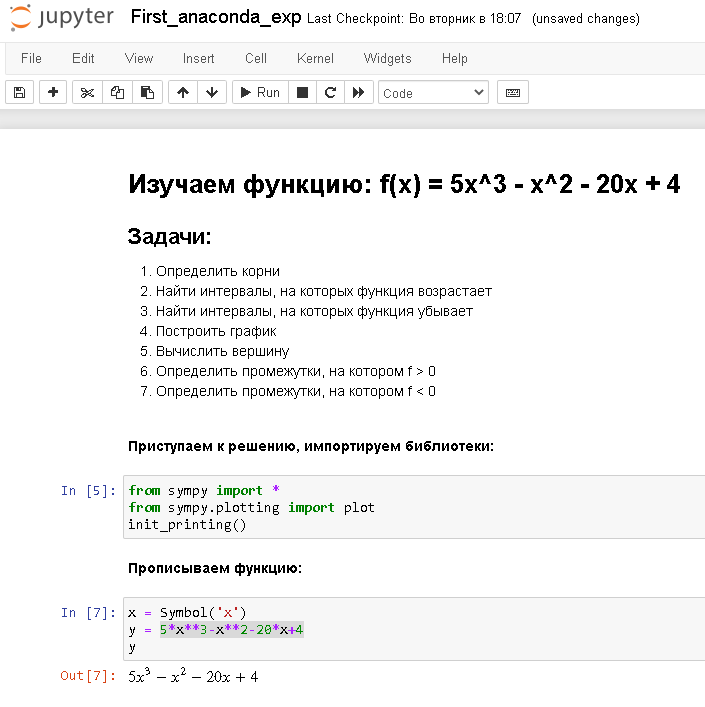 jupyter First_anaconda_exp Last Checkpoint: Во вторник в 18:07 (unsaved changes)
File Edit View Insert Cell Kernel Widgets Help
Run Code
Изучаем функцию: f(x) = 5x^3 - x^2 - 20x + 4
Задачи:
1. Определить корни
2. Найти интервалы, на которых функция возрастает
3. Найти интервалы, на которых функция убывает
4. Построить график
5. Вычислить вершину
6. Определить промежутки, на котором f > 0
7. Определить промежутки, на котором f < 0
Приступаем к решению, импортируем библиотеки:
In [5]: from sympy import *
from sympy.plotting import plot
init_printing()
Прописываем функцию:
In [7]: x = Symbol('x')
y = 5*x**3-x**2-20*x+4
y
Out[7]: 5x³ − x² − 20x + 4